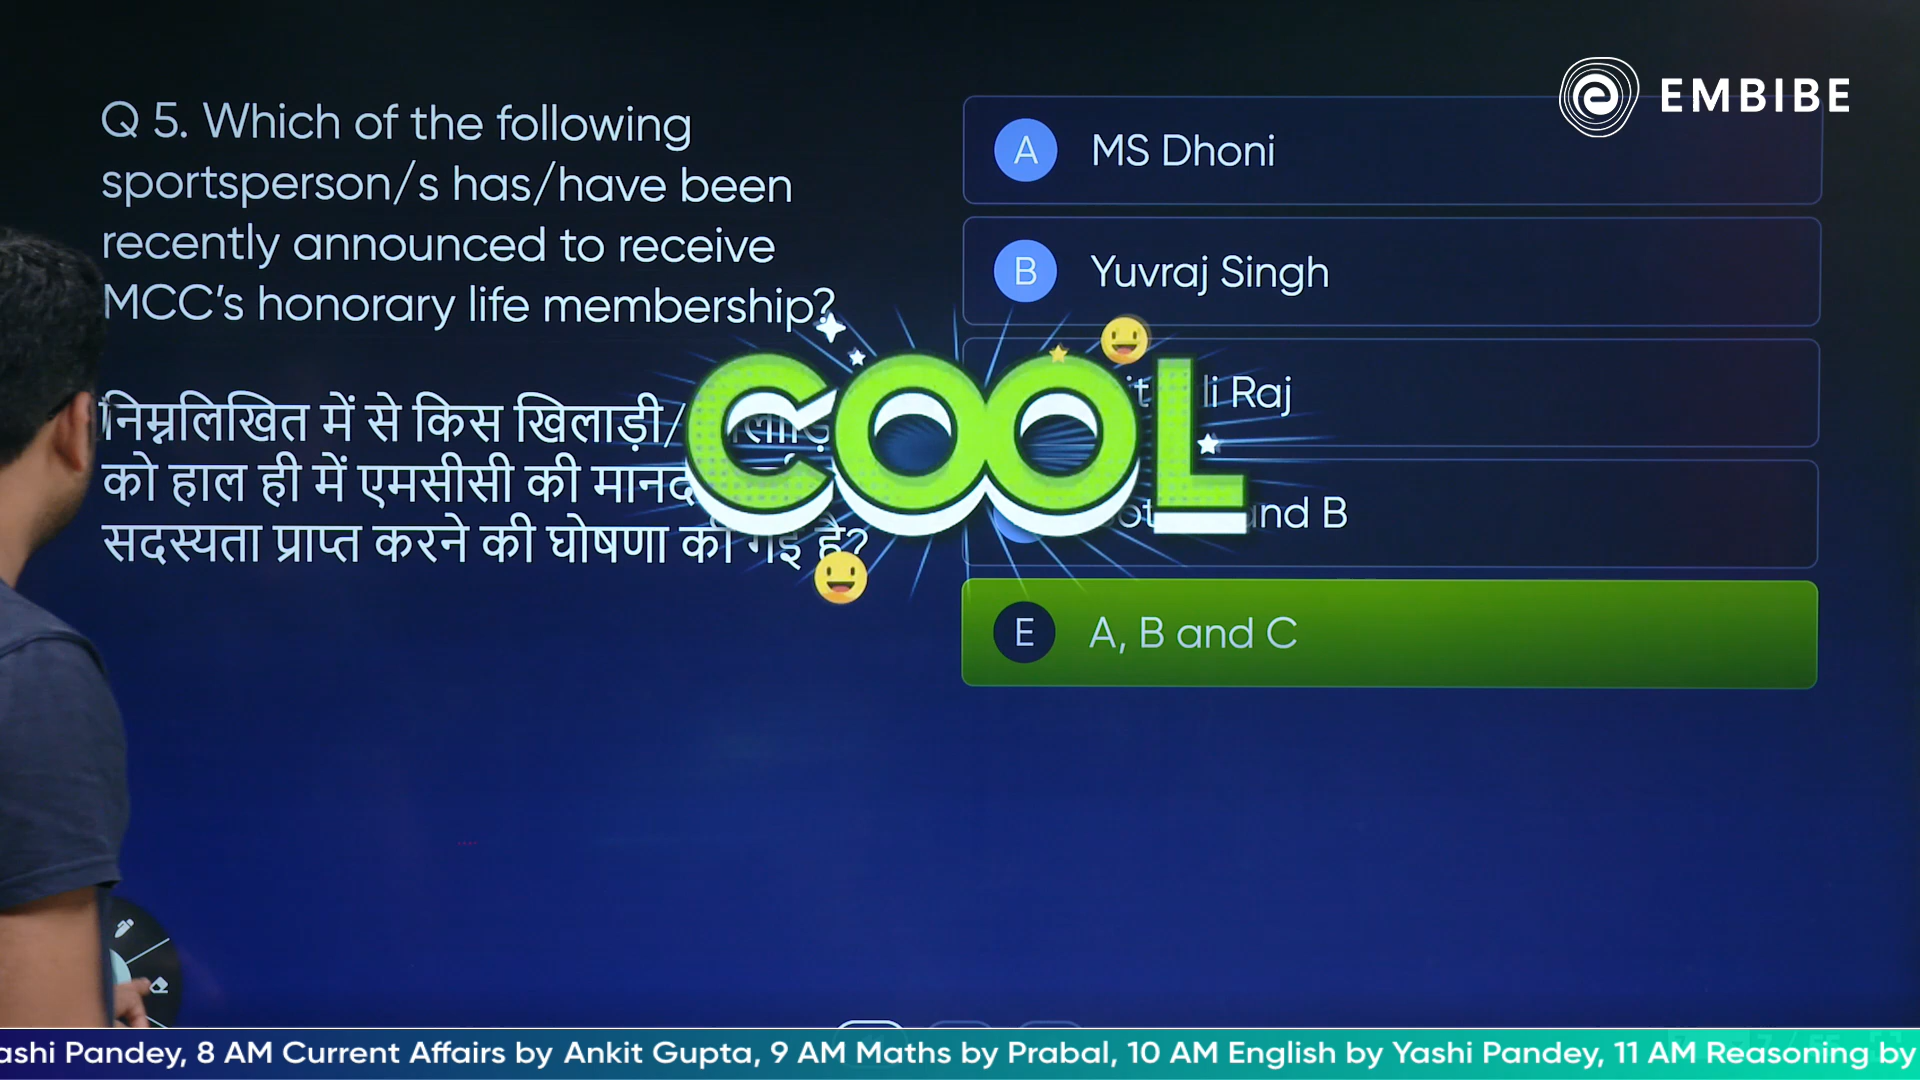 EMBIBE
Q 5. Which of the following
sportsperson/s has/have been
recently announced to receive
MCC's honorary life membership?
निम्नलिखित में से किस खिलाड़ी/
को हाल ही में एमसीसी की मानद
सदस्यता प्राप्त करने की घोषणा की गई है?
A MS Dhoni
B Yuvraj Singh
Raj
and B
E A, B and C
COOL
Pandey, 8 AM Current Affairs by Ankit Gupta, 9 AM Maths by Prabal, 10 AM English by Yashi Pandey, 11 AM Reasoning by